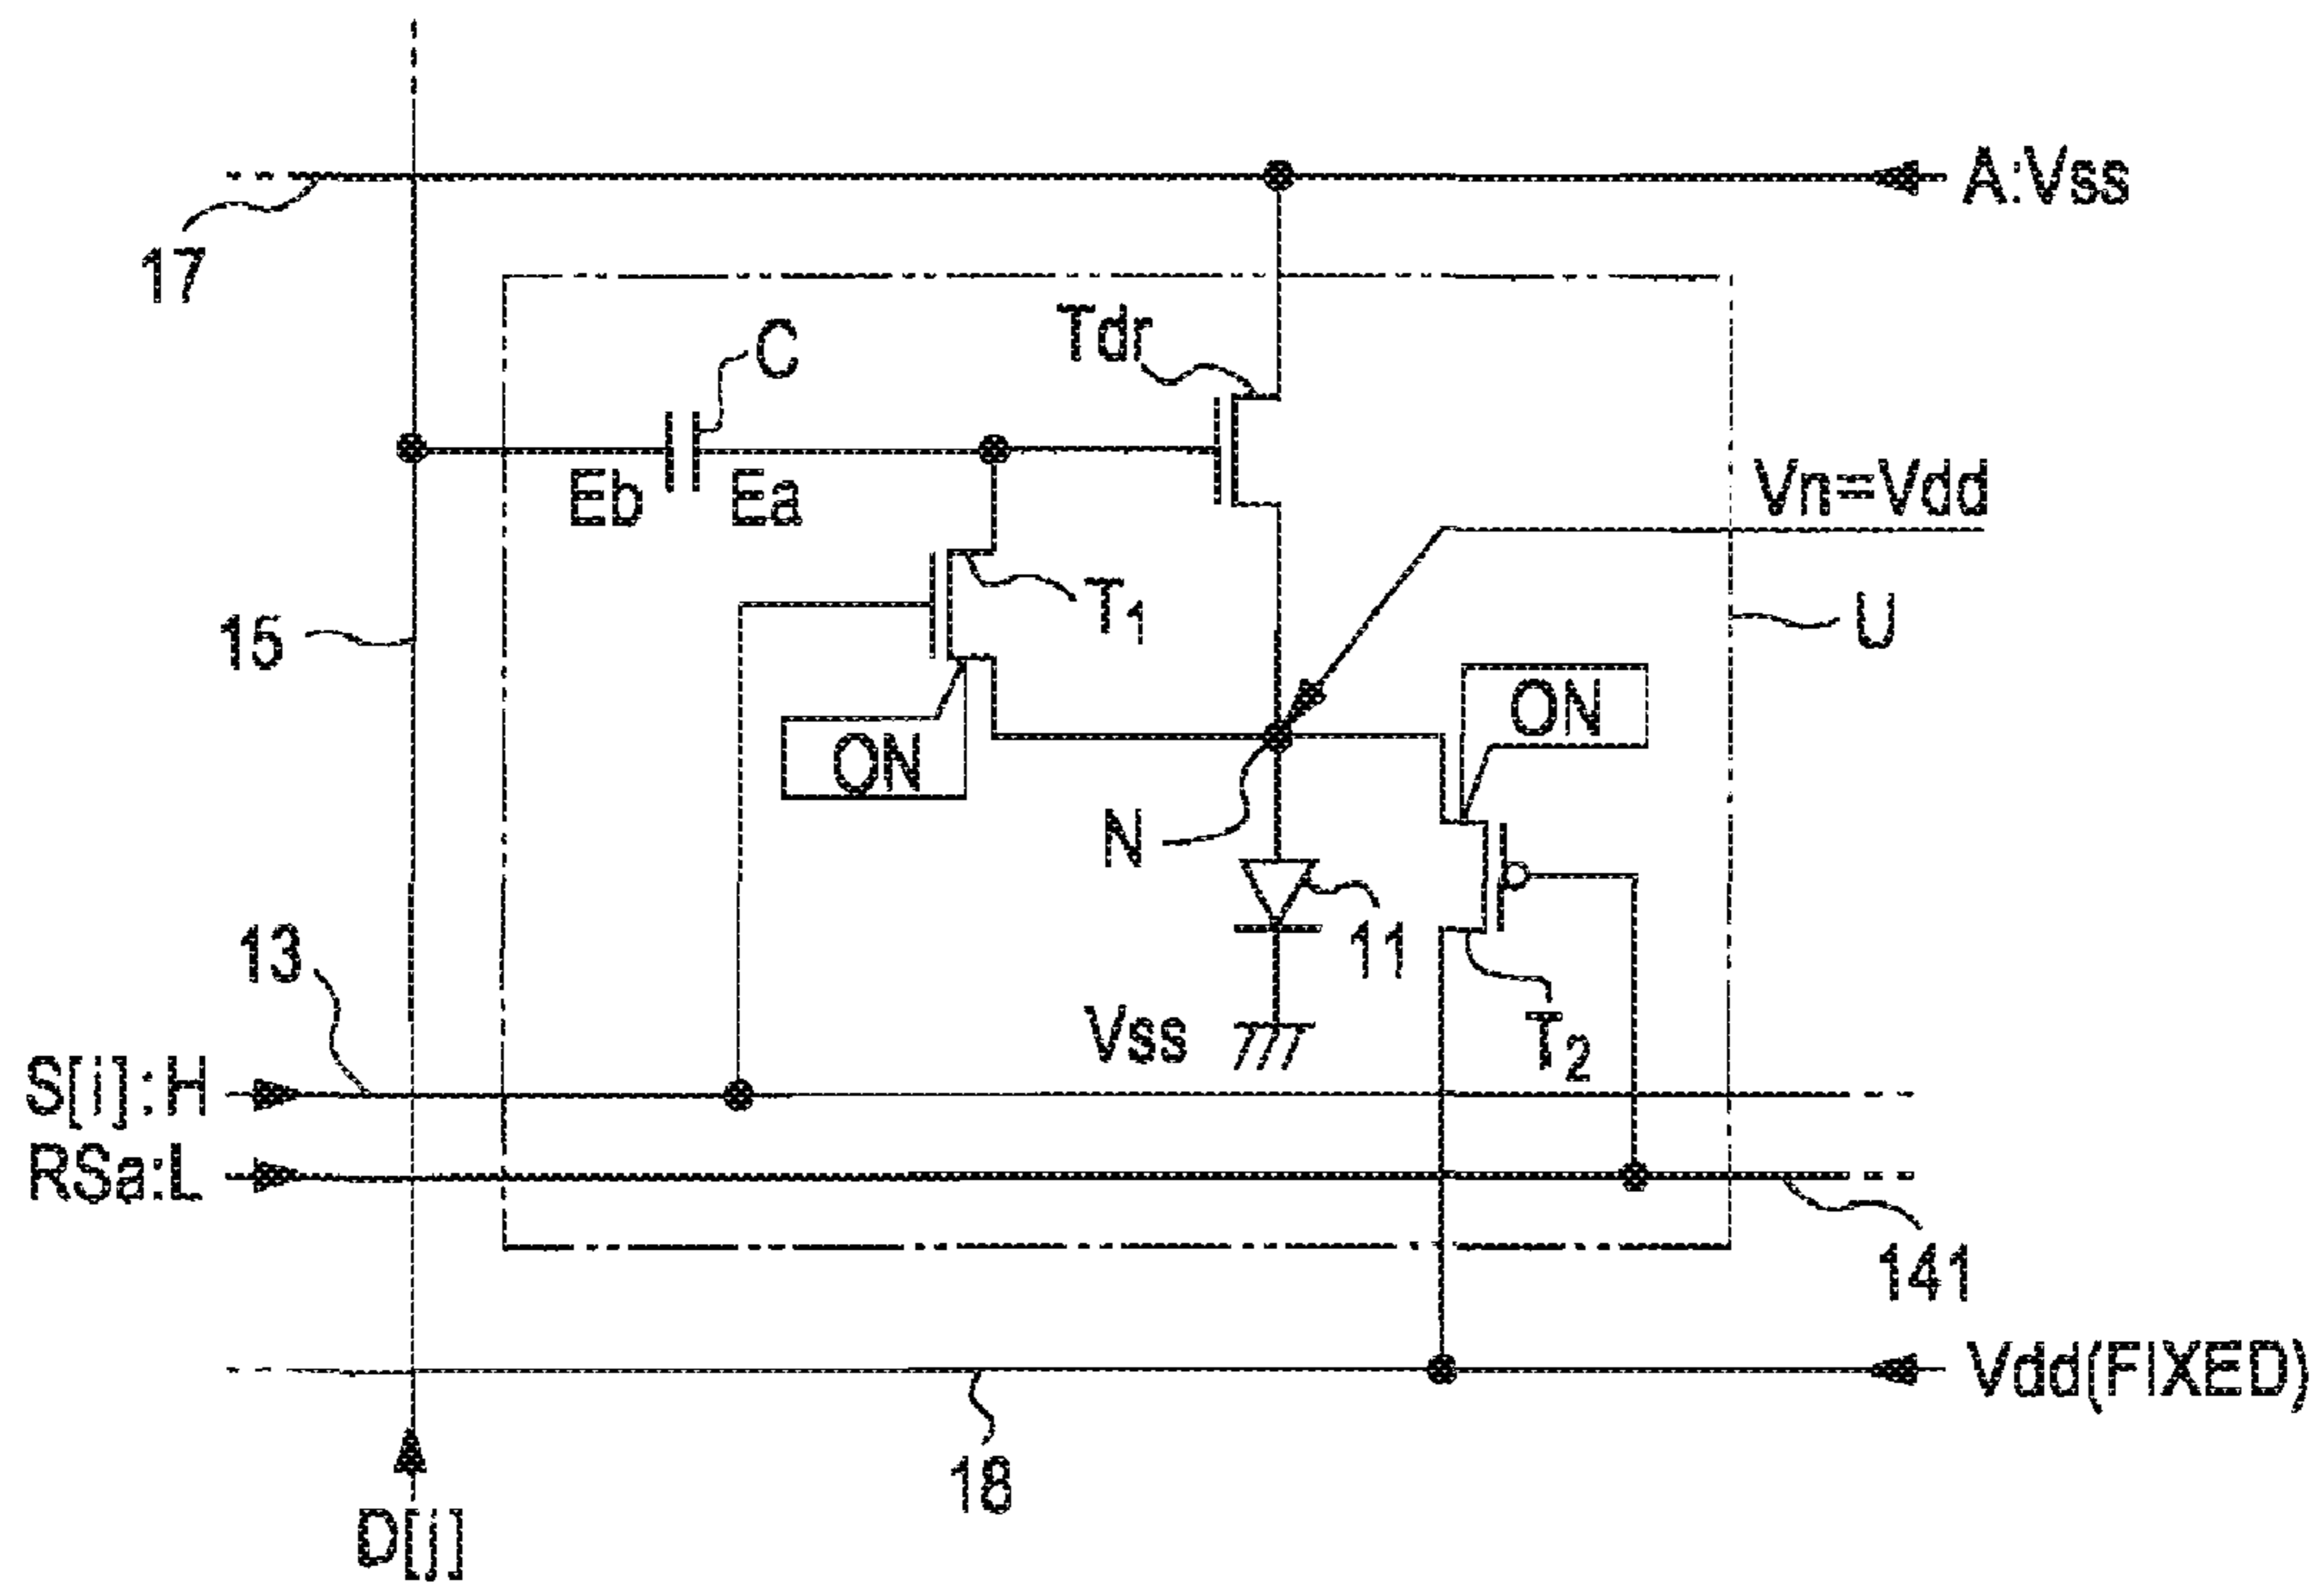 A:Vss
17
Tdr
C
Vn=Vdd
Eb
Ea
T1
15
U
ON
ON
N
11
13
Vss
T2
S[i]:H
RSa:L
141
Vdd(FIXED)
18
D[j]